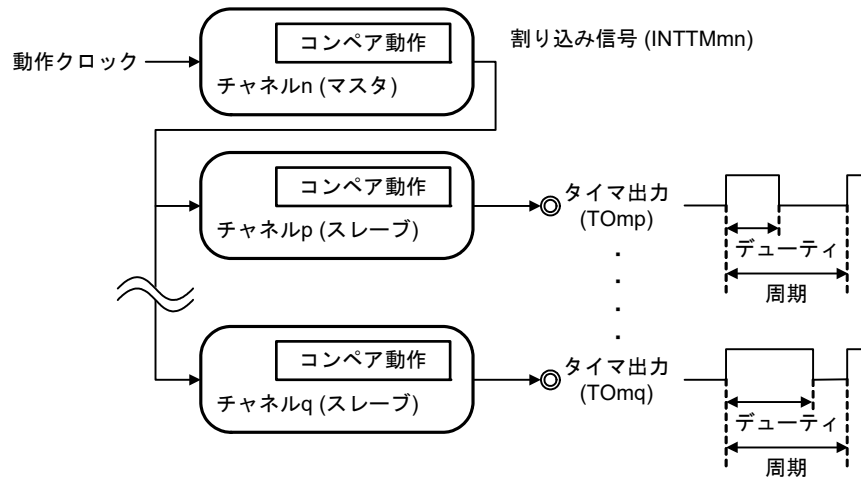 コンペア動作
割り込み信号 (INTTMmn)
動作クロック
チャネルn (マスタ)
コンペア動作
チャネルp (スレーブ)
タイマ出力
(TOmp)
デューティ
周期
コンペア動作
チャネルq (スレーブ)
タイマ出力
(TOmq)
デューティ
周期